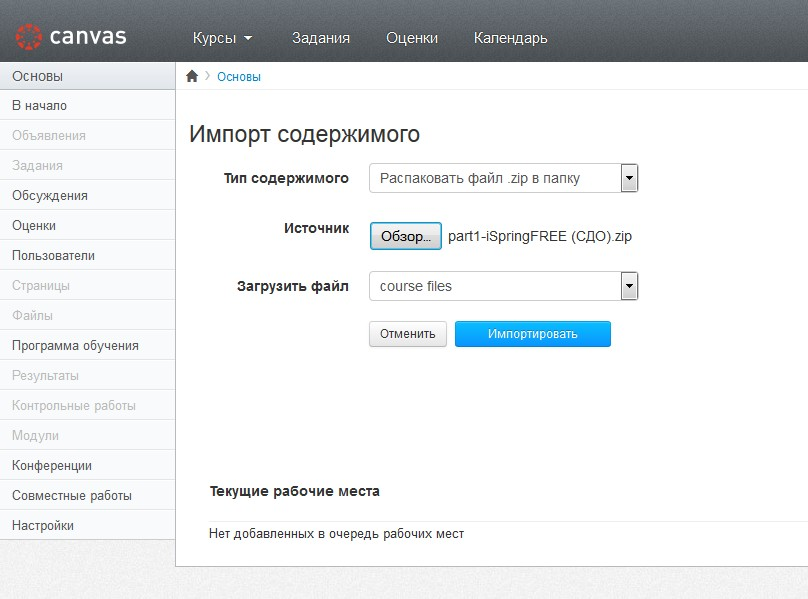 canvas
Курсы
Задания
Оценки
Календарь
Основы
В начало
Объявления
Задания
Обсуждения
Оценки
Пользователи
Страницы
Файлы
Программа обучения
Результаты
Контрольные работы
Модули
Конференции
Совместные работы
Настройки
Основы
Импорт содержимого
Тип содержимого Распаковать файл .zip в папку
Источник Обзор... part1-iSpringFREE (СДО).zip
Загрузить файл course files
Отменить Импортировать
Текущие рабочие места
Нет добавленных в очередь рабочих мест